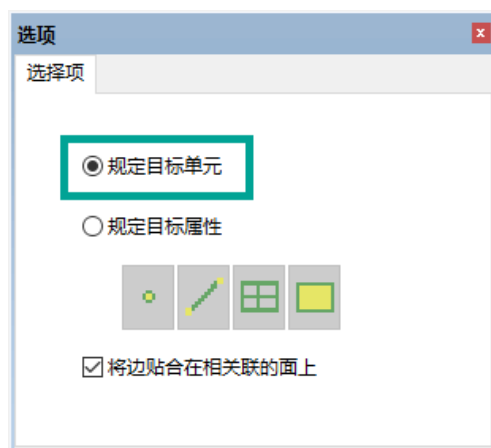 选项
选择项
规定目标单元
规定目标属性
将边贴合在相关联的面上